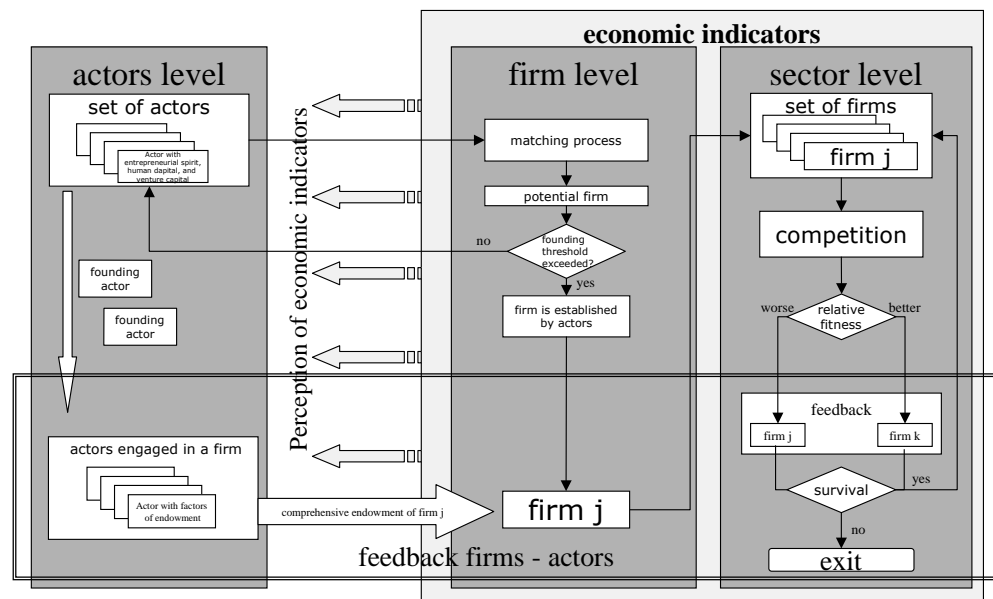 economic indicators
actors level
set of actors
Actor with
entrepreneurial spirit,
human dapital, and
venture capital
founding
actor
founding
actor
actors engaged in a firm
Actor with factors
of endowment
Perception of economic indicators
comprehensive endowment of firm j
feedback firms - actors
firm level
matching process
potential firm
founding
threshold
exceeded?
no
yes
firm is established
by actors
firm j
sector level
set of firms
firm j
competition
relative
fitness
worse
better
feedback
firm j
firm k
survival
yes
no
exit